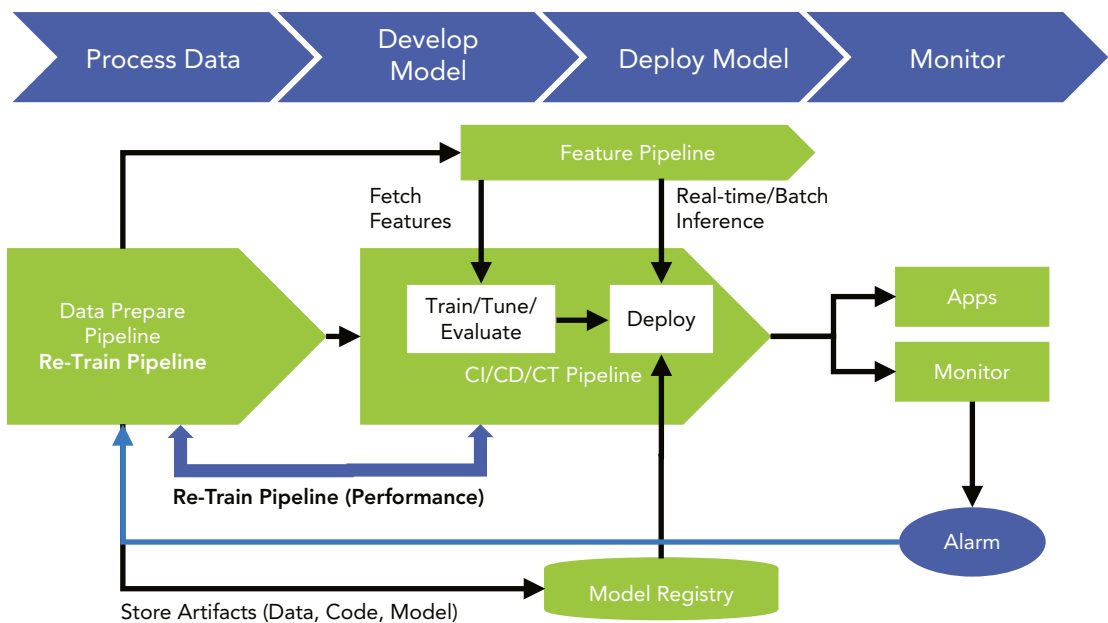 Process Data
Develop
Model
Deploy Model
Monitor
Feature Pipeline
Fetch
Features
Real-time/Batch
Inference
Data Prepare
Pipeline
Re-Train Pipeline
Train/Tune/
Evaluate
Deploy
CI/CD/CT Pipeline
Apps
Monitor
Re-Train Pipeline (Performance)
Alarm
Model Registry
Store Artifacts (Data, Code, Model)